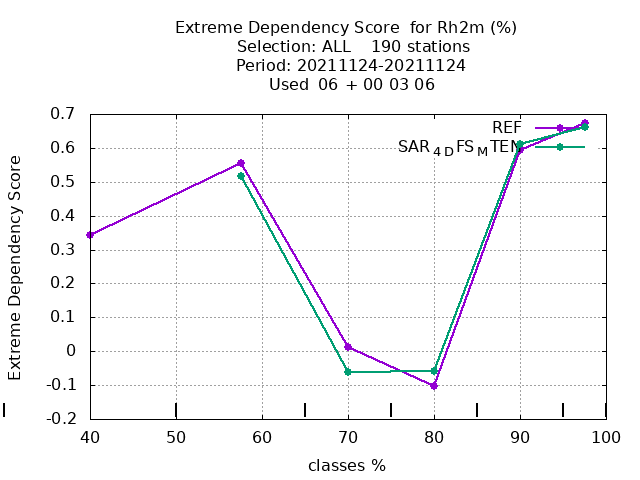 Extreme Dependency Score for Rh2m (%)
Selection: ALL 190 stations
Period: 20211124-20211124
Used 06 + 00 03 06
REF
SAR4DFSMTEN
Extreme Dependency Score
0.7
0.6
0.5
0.4
0.3
0.2
0.1
0
-0.1
-0.2
40 50 60 70 80 90 100
classes %